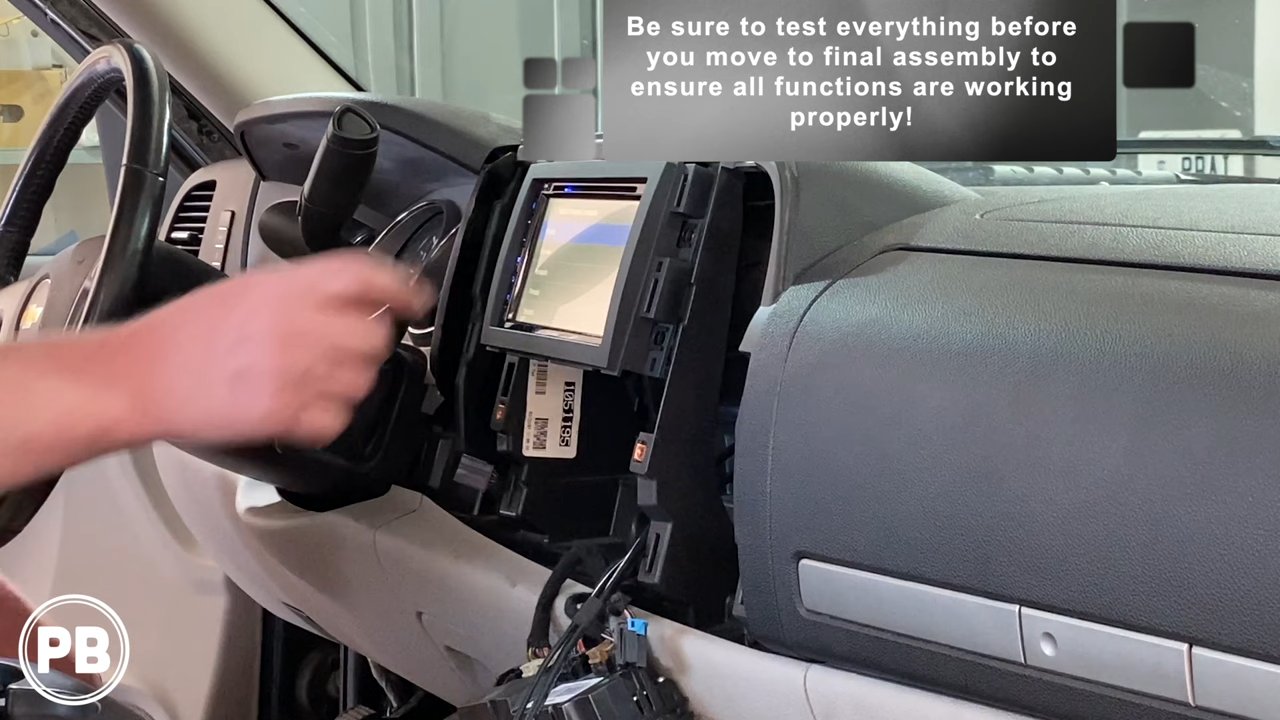 Be sure to test everything before
you move to final assembly to
ensure all functions are working
properly!
1051195
PB